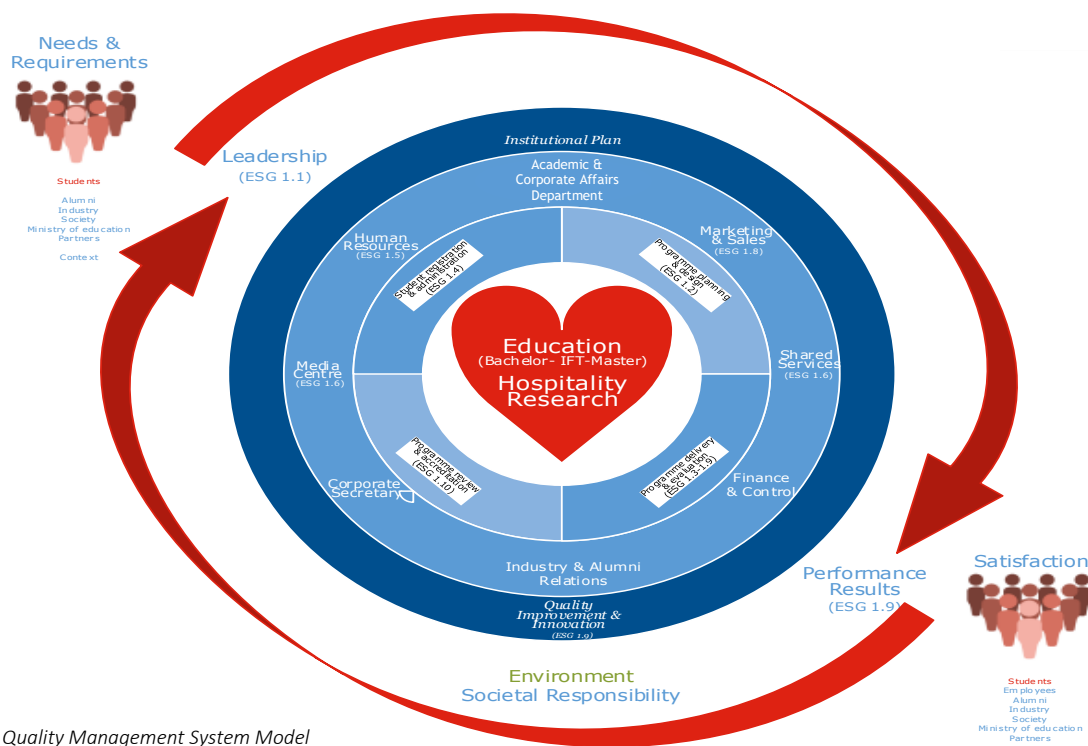 Needs &
Requirements
Students
Alumni
Industry
Society
Ministry of education
Partners
Context
Leadership
(ESG 1.1)
Institutional Plan
Academic &
Corporate Affairs
Department
Human
Resources
(ESG 1.5)
Marketing
& Sales
(ESG 1.8)
Student registration
& administration
(ESG 1.4)
Programme planning
& design
(ESG 1.2)
Education
(Bachelor- IFT-Master)
Hospitality
Research
Media
Centre
(ESG 1.6)
Shared
Services
(ESG 1.6)
Programme review
& accreditation
(ESG 1.10)
Programme delivery
& evaluation
(ESG 1.3-1.9)
Corporate
Secretary
Finance
& Control
Industry & Alumni
Relations
Quality
Improvement &
Innovation
(ESG 1.9)
Performance
Results
(ESG 1.9)
Satisfaction
Students
Employees
Alumni
Industry
Society
Ministry of education
Partners
Environment
Societal Responsibility
Quality Management System Model